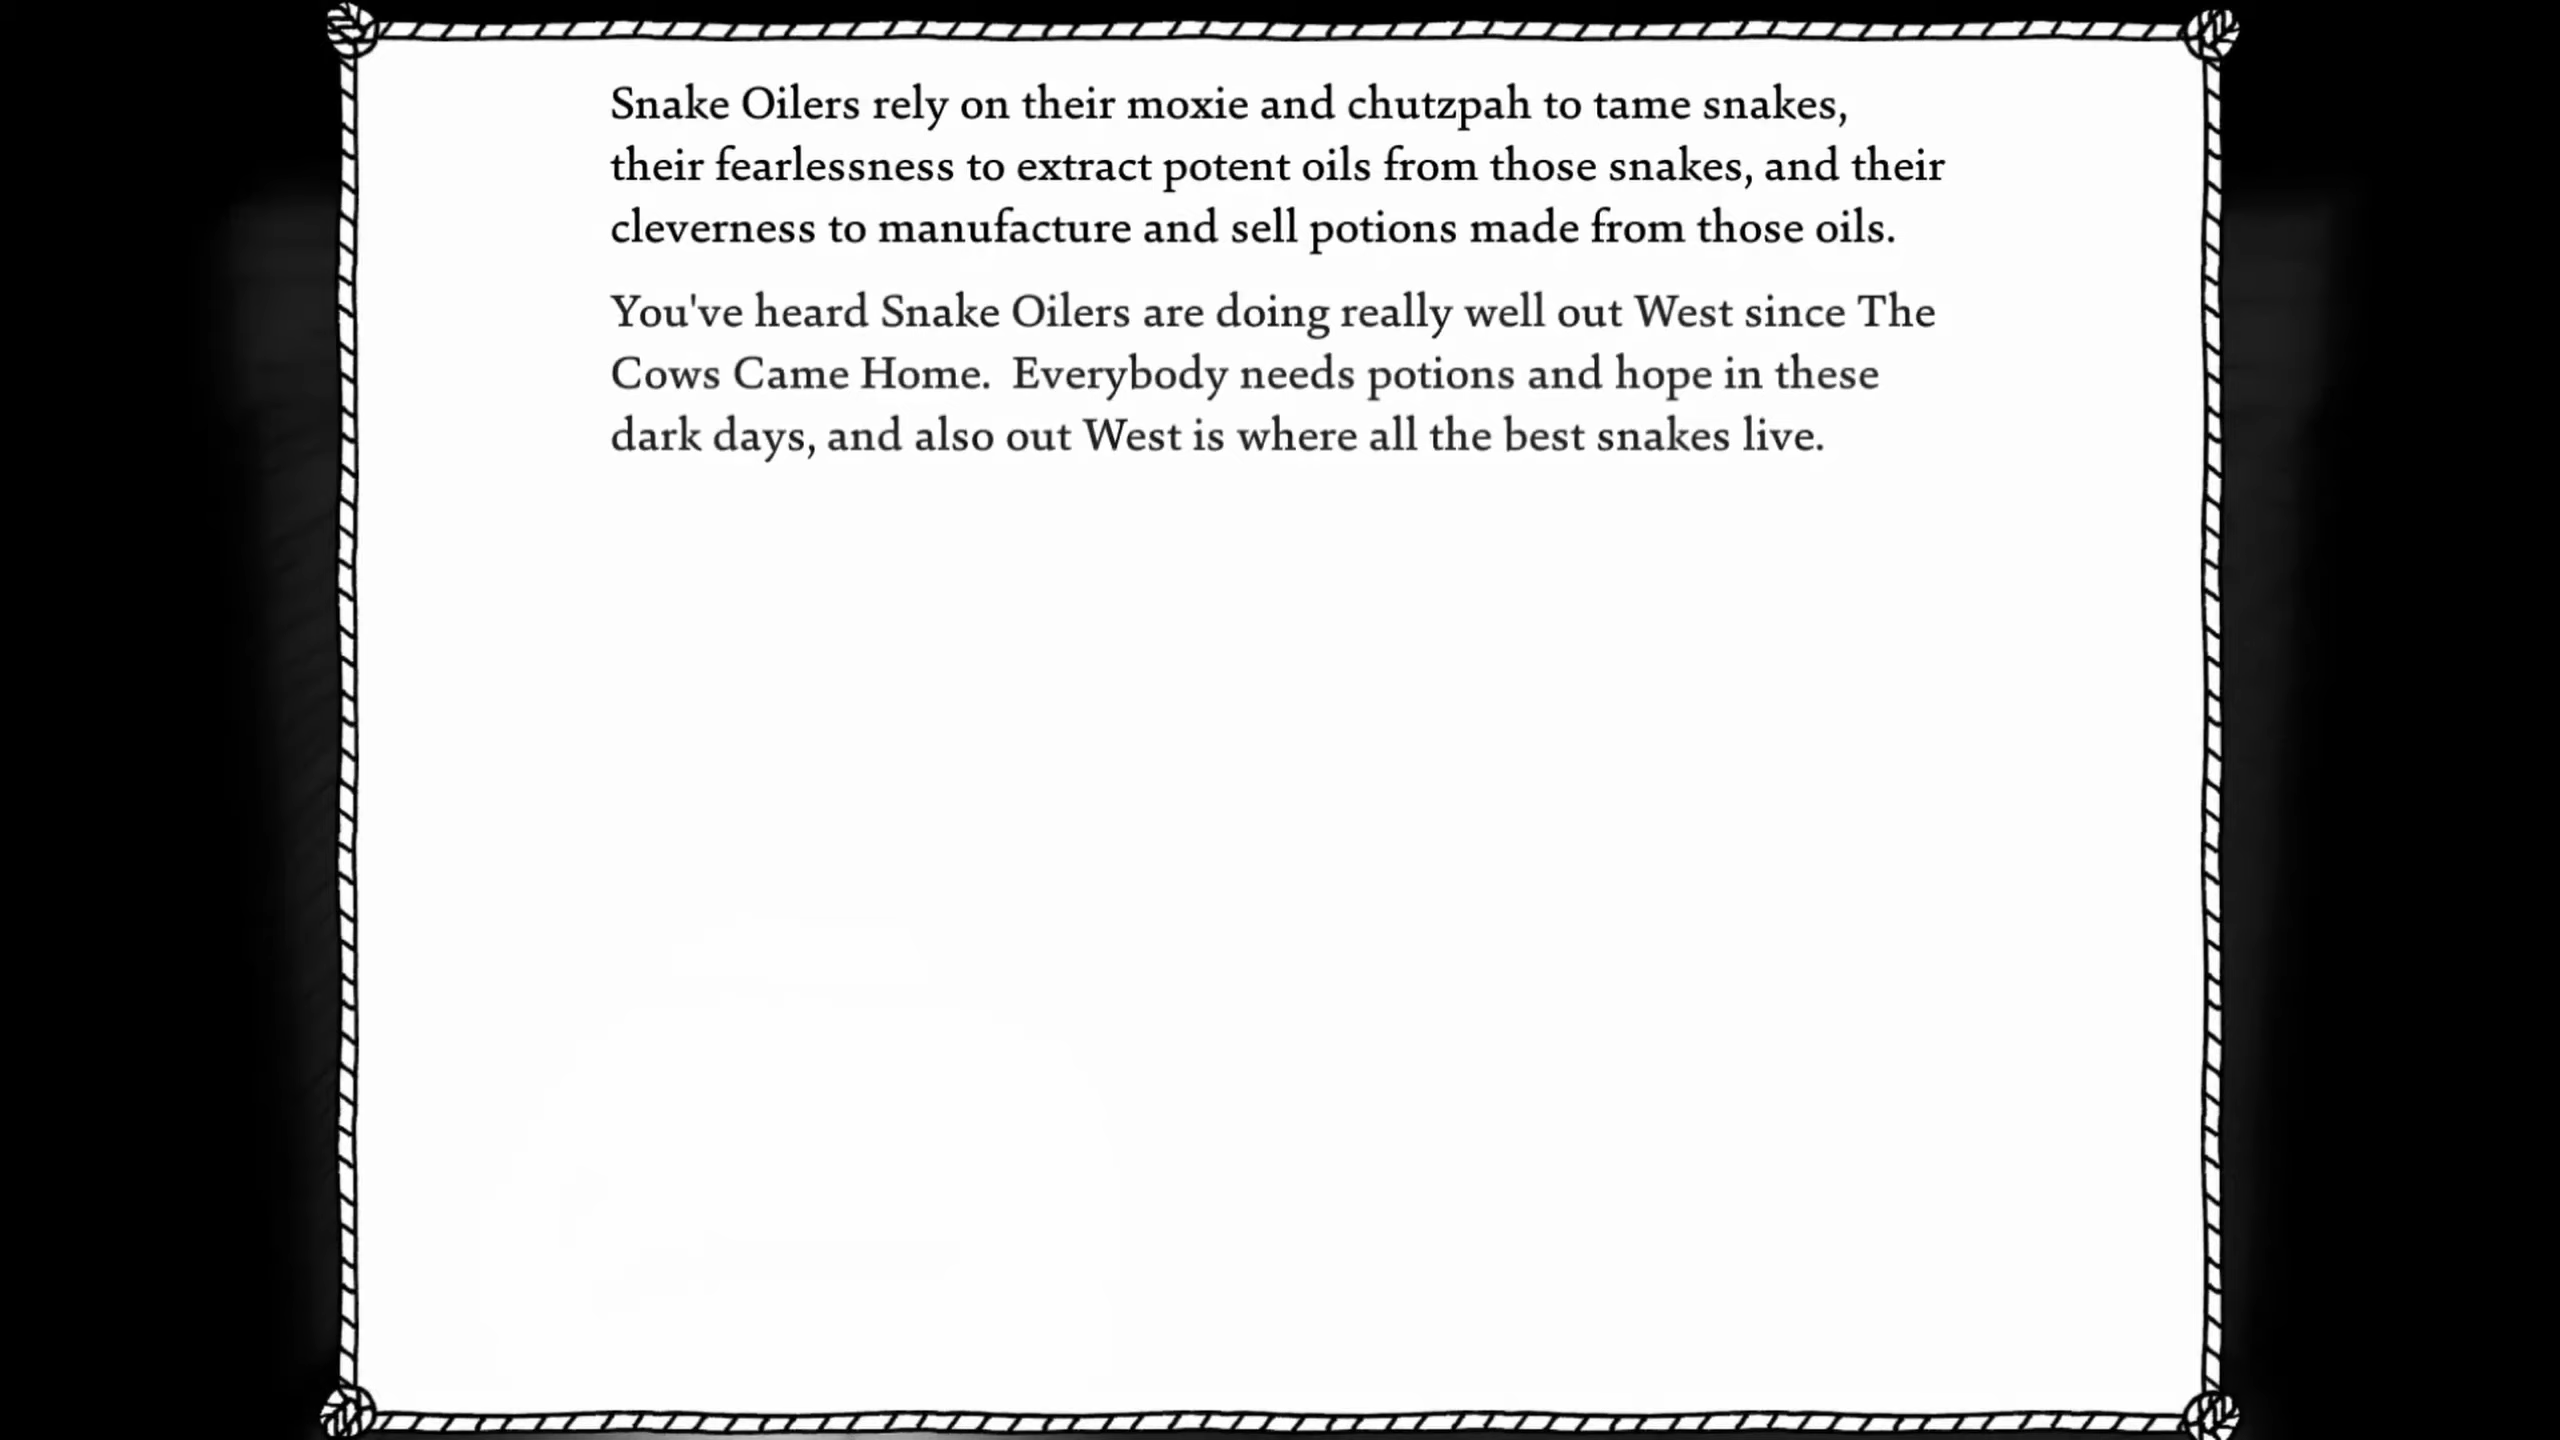 Snake Oilers rely on their moxie and chutzpah to tame snakes,
their fearlessness to extract potent oils from those snakes, and their
cleverness to manufacture and sell potions made from those oils.
You've heard Snake Oilers are doing really well out West since The
Cows Came Home.  Everybody needs potions and hope in these
dark days, and also out West is where all the best snakes live.